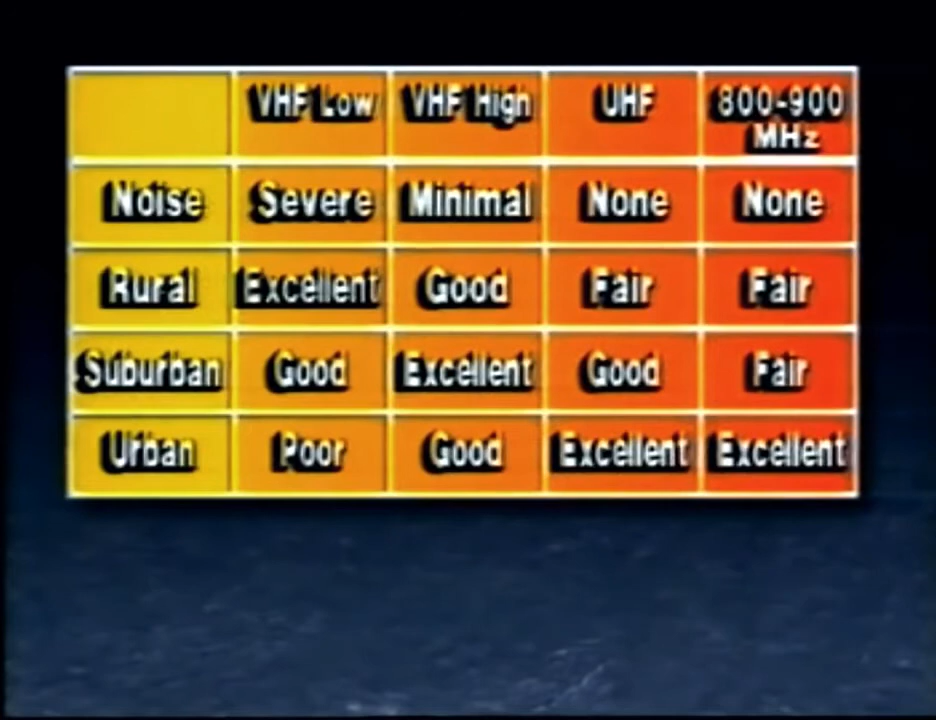 VHF Low VHF High UHF 800-900 MHz
Noise Severe Minimal None None
Rural Excellent Good Fair Fair
Suburban Good Excellent Good Fair
Urban Poor Good Excellent Excellent